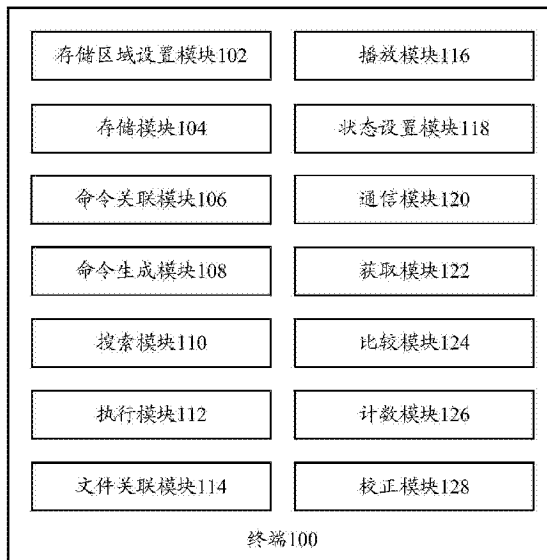 存储区域设置模块102
播放模块116
存储模块104
状态设置模块118
命令关联模块106
通信模块120
命令生成模块108
获取模块122
搜索模块110
比较模块124
执行模块112
计数模块126
文件关联模块114
校正模块128
终端100